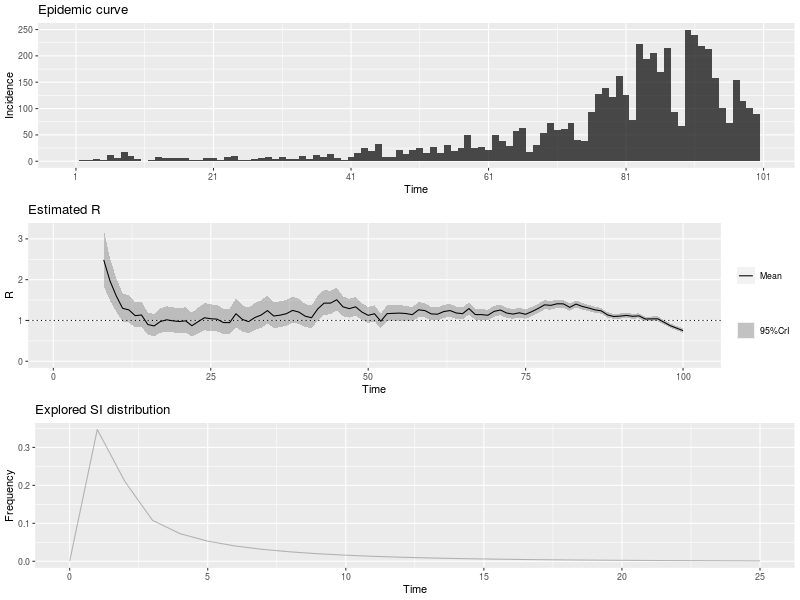 Epidemic curve
Incidence
250
200
150
100
50
0
1 21 41 61 81 101
Time
Estimated R
R
3
2
1
0
0 25 50 75 100
Time
Mean
95%CrI
Explored SI distribution
Frequency
0.3
0.2
0.1
0.0
0 5 10 15 20 25
Time